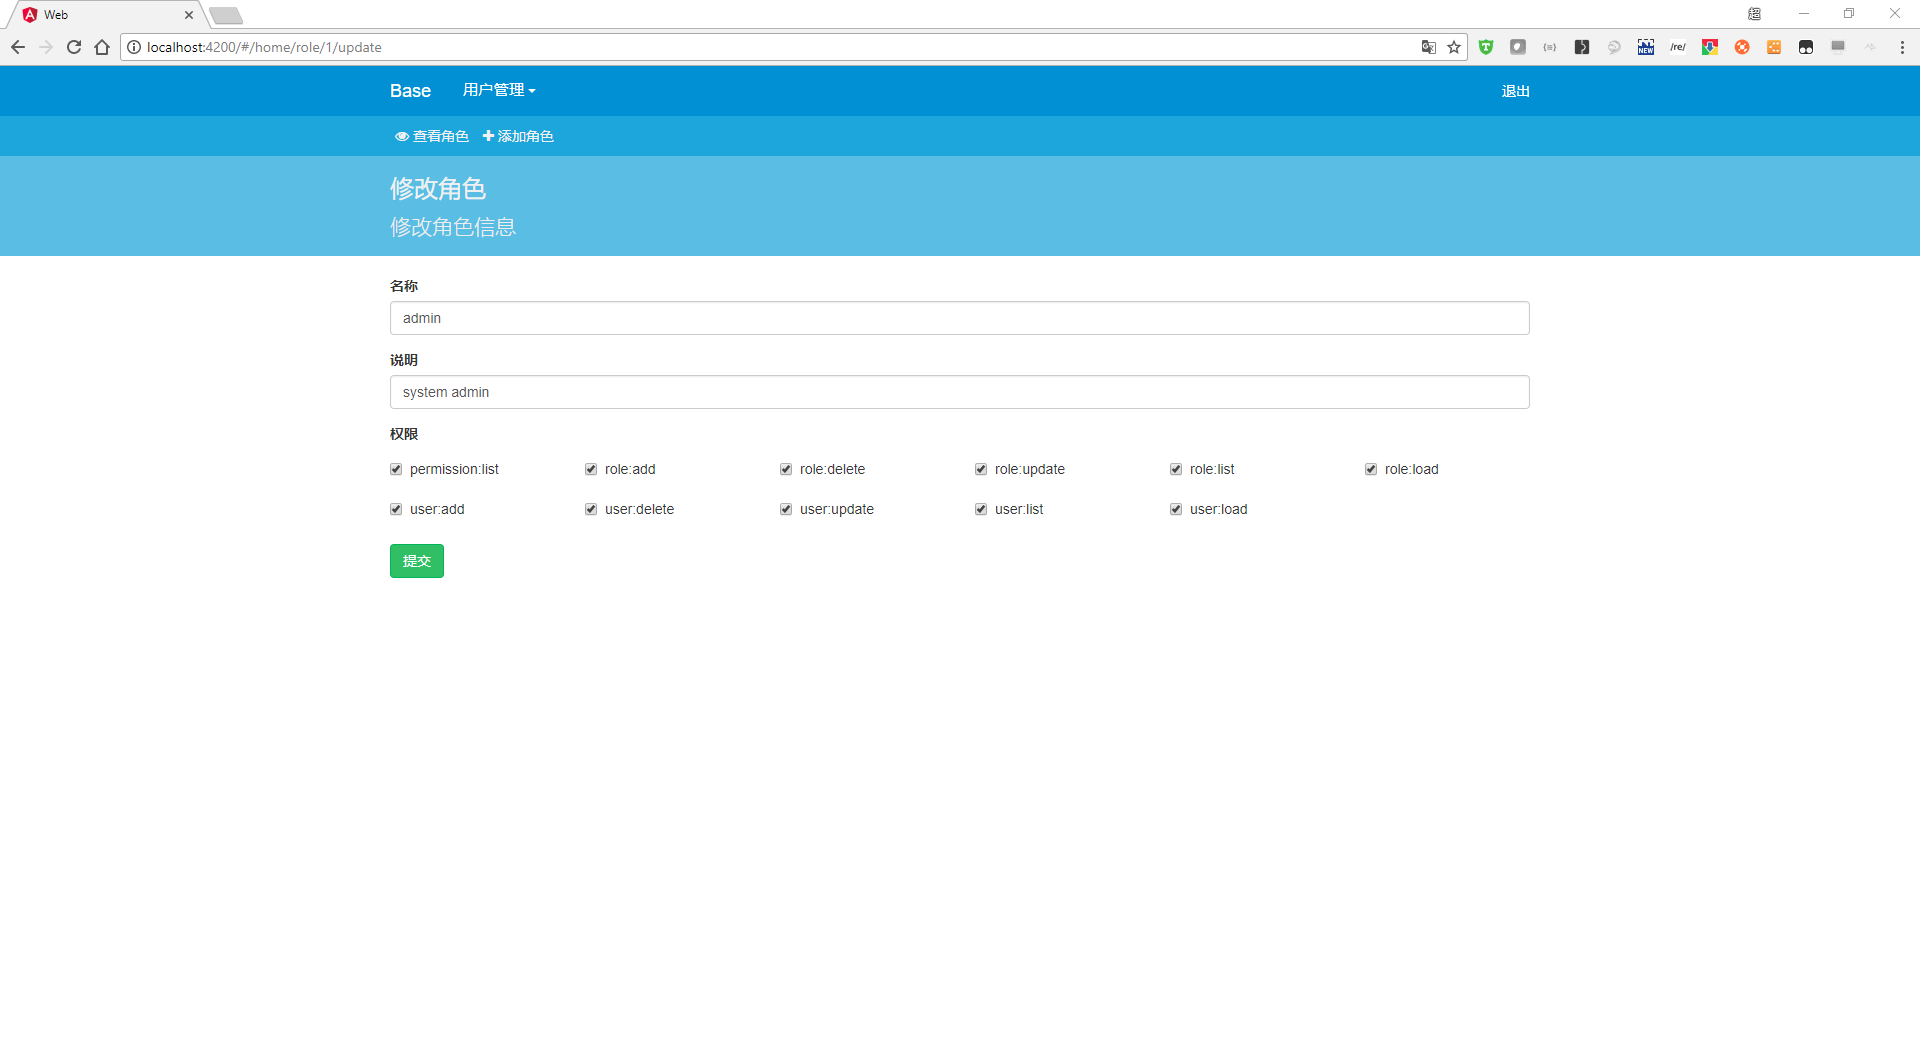 Web
超
localhost:4200/#/home/role/1/update
NEW
/re/
Base 用户管理 退出
查看角色 添加角色
修改角色
修改角色信息
名称
admin
说明
system admin
权限
permission:list role:add role:delete role:update role:list role:load
user:add user:delete user:update user:list user:load
提交